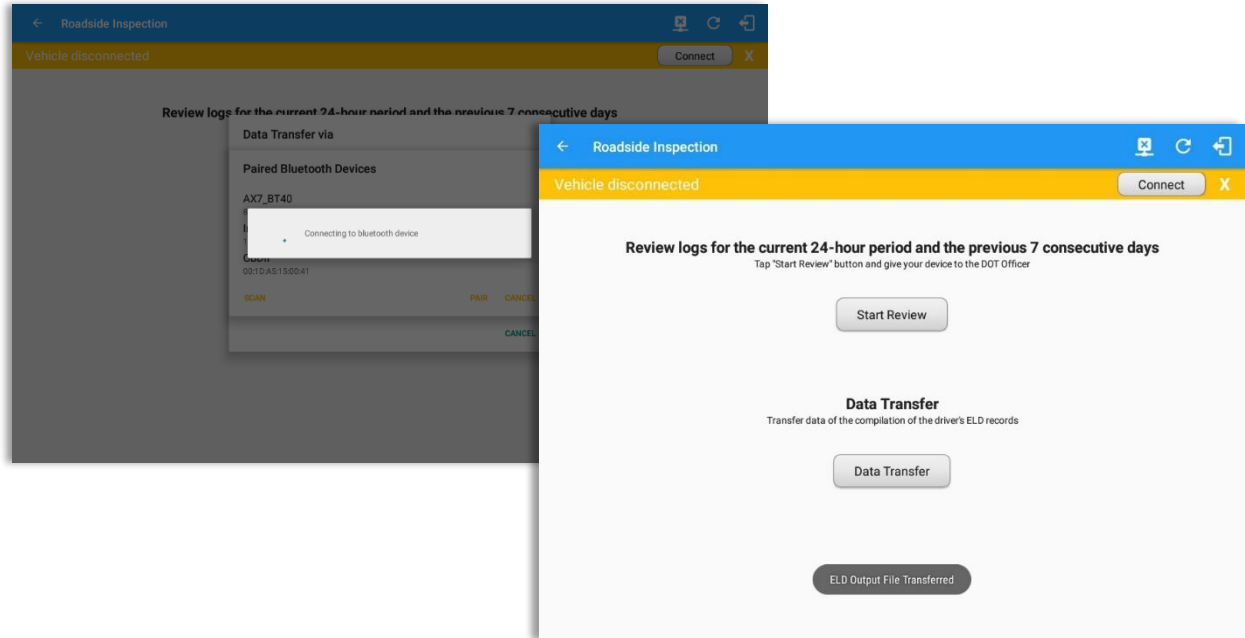 Roadside Inspection
Vehicle disconnected
Connect X
Review logs for the current 24-hour period and the previous 7 consecutive days
Data Transfer via
Paired Bluetooth Devices
AX7_BT40
Connecting to bluetooth device
00:1D:A5:15:00:41
SCAN PAIR CANCEL
CANCEL
Roadside Inspection
Vehicle disconnected
Connect X
Review logs for the current 24-hour period and the previous 7 consecutive days
Tap "Start Review" button and give your device to the DOT Officer
Start Review
Data Transfer
Transfer data of the compilation of the driver's ELD records
Data Transfer
ELD Output File Transferred